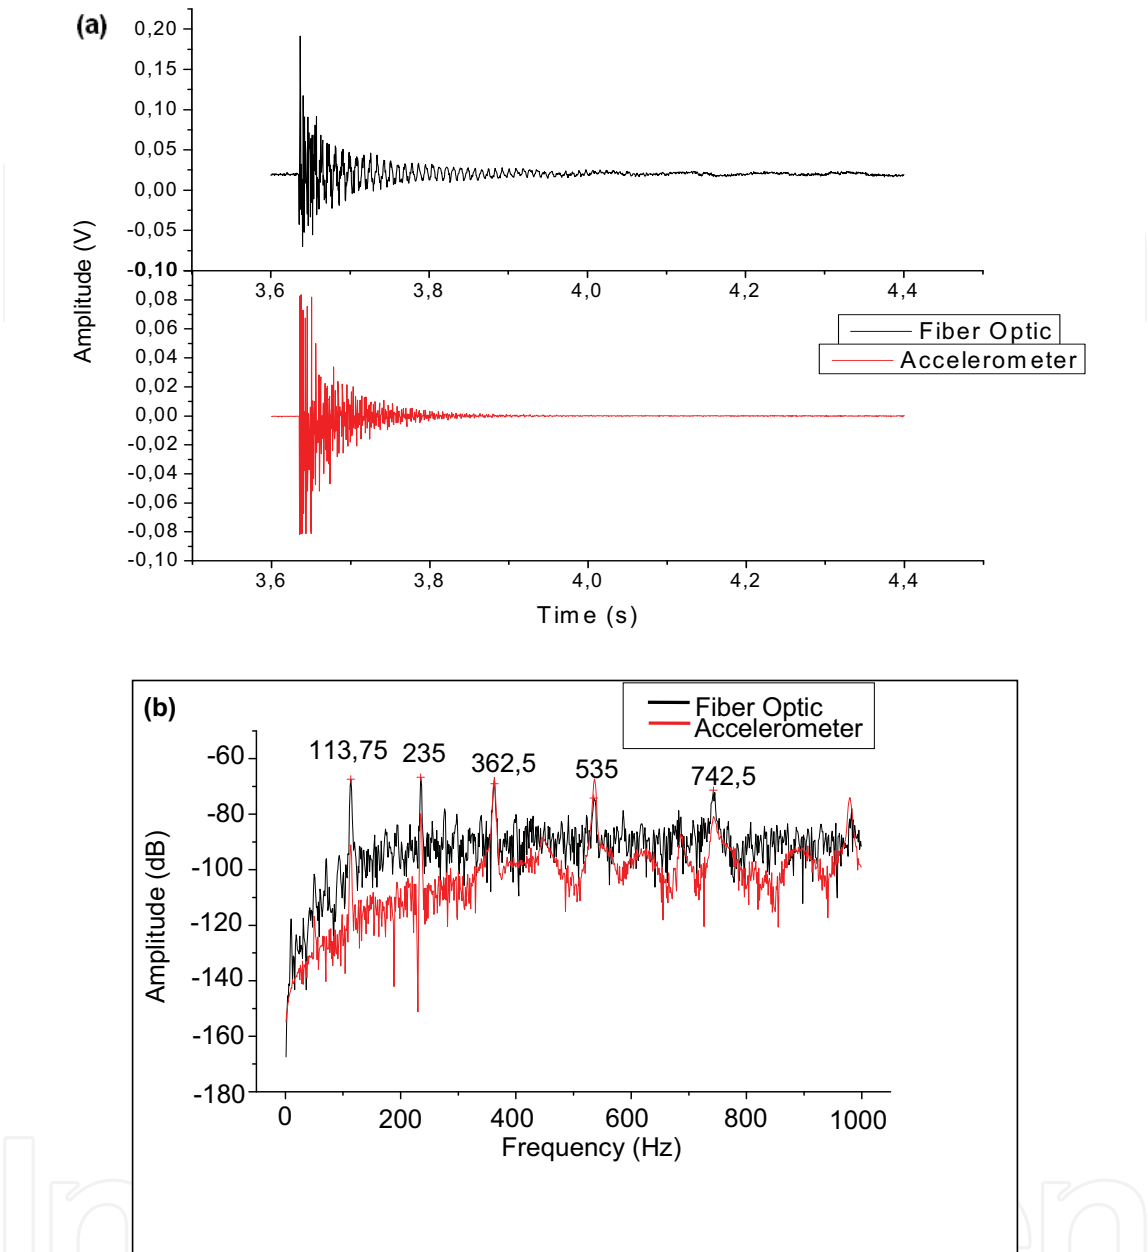 (a)
0,20
0,15
0,10
0,05
0,00
-0,05
-0,10
Amplitude (V)
3,6 3,8 4,0 4,2 4,4
0,08
0,06
0,04
0,02
0,00
-0,02
-0,04
-0,06
-0,08
-0,10
Fiber Optic
Accelerometer
3,6 3,8 4,0 4,2 4,4
Time (s)
(b)
Fiber Optic
Accelerometer
113,75 235 362,5 535 742,5
-60
-80
-100
-120
-140
-160
-180
Amplitude (dB)
0 200 400 600 800 1000
Frequency (Hz)
In en